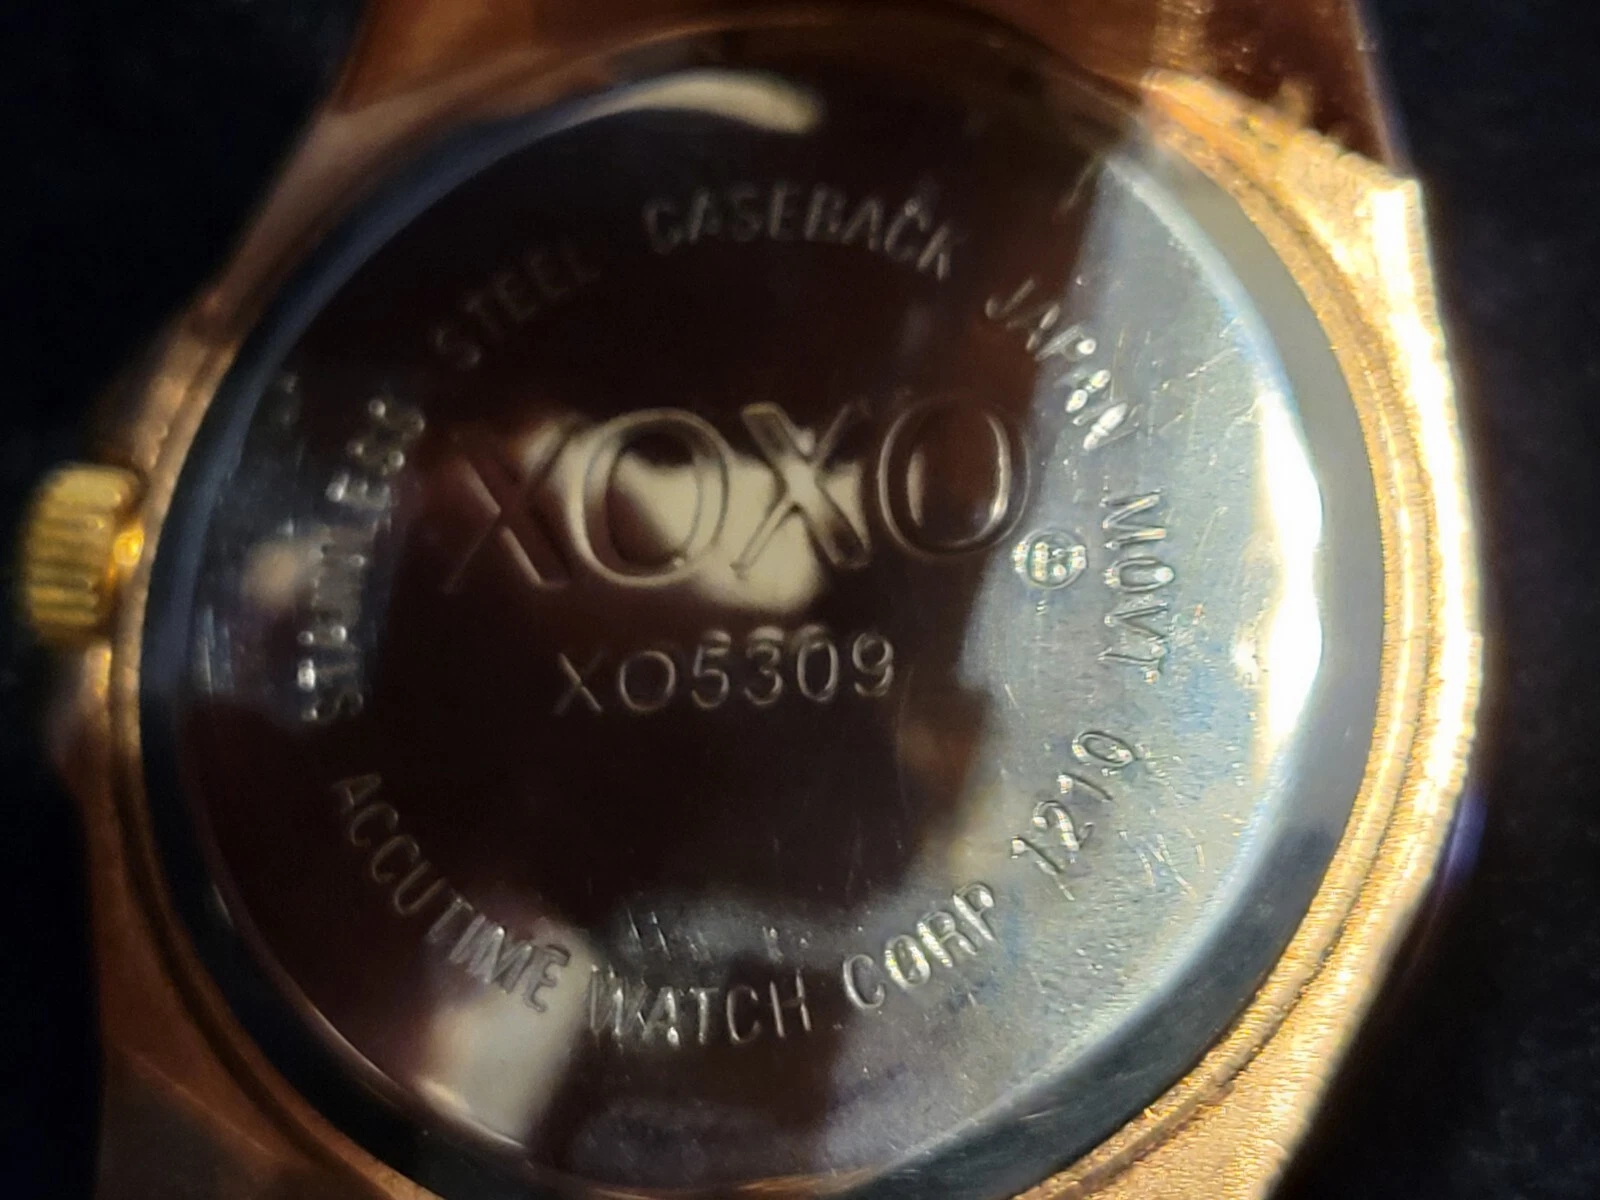 STAINLESS STEEL CASEBACK JAPAN MOVT 1210
XOXO ®
XO5309
ACCUTIME WATCH CORP